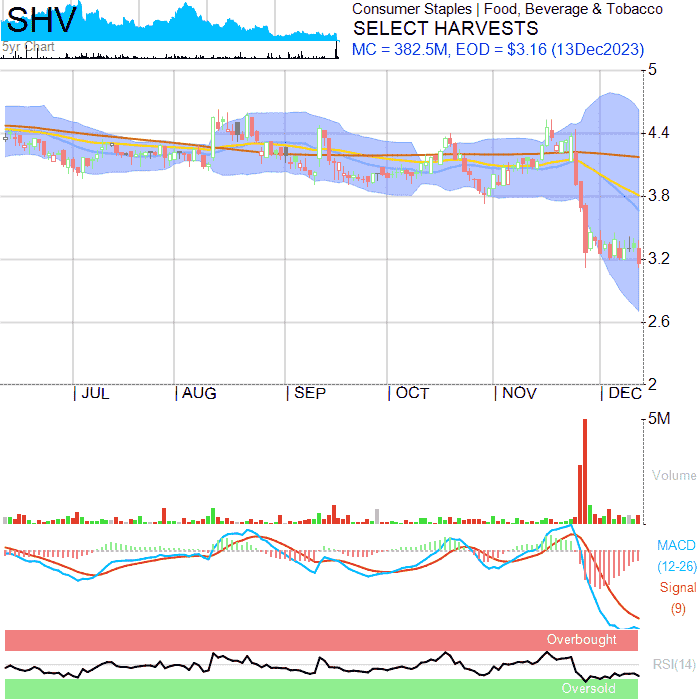 SHV
5yr Chart
Consumer Staples | Food, Beverage & Tobacco
SELECT HARVESTS
MC = 382.5M, EOD = $3.16 (13Dec2023)
5
4.4
3.8
3.2
2.6
2
| JUL | AUG | SEP | OCT | NOV | DEC
5M
Volume
MACD
(12-26)
Signal
(9)
Overbought
RSI(14)
Oversold